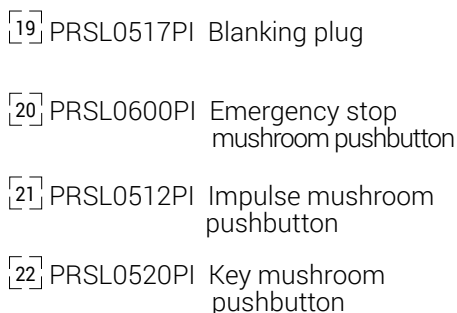 19 PRSL0517PI Blanking plug
20 PRSL0600PI Emergency stop
mushroom pushbutton
21 PRSL0512PI Impulse mushroom
pushbutton
22 PRSL0520PI Key mushroom
pushbutton